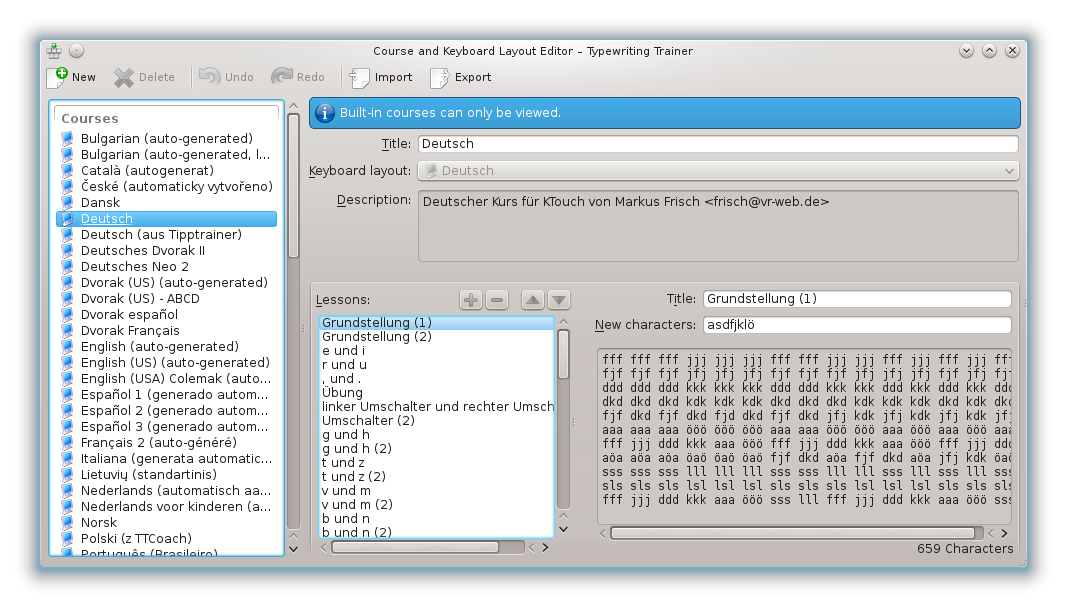 Course and Keyboard Layout Editor – Typewriting Trainer
New Delete Undo Redo Import Export
Courses
Bulgarian (auto-generated)
Bulgarian (auto-generated, l...
Català (autogenerat)
České (automaticky vytvořeno)
Dansk
Deutsch
Deutsch (aus Tipptrainer)
Deutsches Dvorak II
Deutsches Neo 2
Dvorak (US) (auto-generated)
Dvorak (US) - ABCD
Dvorak español
Dvorak Français
English (auto-generated)
English (US) (auto-generated)
English (USA) Colemak (auto...
Español 1 (generado autom...
Español 2 (generado autom...
Español 3 (generado autom...
Français 2 (auto-généré)
Italiana (generata automatic...
Lietuvių (standartinis)
Nederlands (automatisch aa...
Nederlands voor kinderen (a...
Norsk
Polski (z TTCoach)
Português (Brasileiro)
Built-in courses can only be viewed.
Title: Deutsch
Keyboard layout: Deutsch
Description: Deutscher Kurs für KTouch von Markus Frisch <frisch@vr-web.de>
Lessons:
Grundstellung (1)
Grundstellung (2)
e und i
r und u
, und .
Übung
linker Umschalter und rechter Umsch
Umschalter (2)
g und h
g und h (2)
t und z
t und z (2)
v und m
v und m (2)
b und n
b und n (2)
Title: Grundstellung (1)
New characters: asdfjklö
fff fff fff jjj jjj jjj fff fff jjj jjj fff jjj fff jjj fff
fjf fjf fjf jfj jfj jfj fjf fjf jfj jfj fjf jfj fjf jfj fjf
ddd ddd ddd kkk kkk kkk ddd ddd kkk kkk ddd kkk ddd kkk ddd
dkd dkd dkd kdk kdk kdk dkd dkd kdk kdk dkd kdk dkd kdk dkd
fjf dkd fjf dkd fjd dkd fjf dkd jfj kdk jfj kdk jfj kdk jfj
aaa aaa aaa ööö ööö ööö aaa aaa ööö ööö aaa ööö aaa ööö aaa
fff jjj ddd kkk aaa ööö fff jjj ddd kkk aaa ööö fff jjj ddd
aöa aöa aöa öaö öaö öaö fjf dkd aöa fjf dkd aöa jfj kdk öaö
sss sss sss lll lll lll sss sss lll lll sss lll sss lll sss
sls sls sls lsl lsl lsl sls sls lsl lsl sls lsl sls lsl sls
fff jjj ddd kkk aaa ööö sss lll fff jjj ddd kkk aaa ööö sss
659 Characters